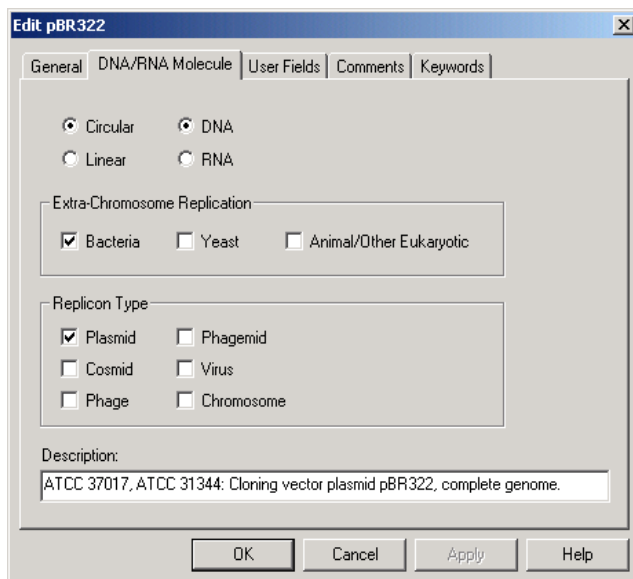 Edit pBR322
General DNA/RNA Molecule User Fields Comments Keywords
Circular DNA
Linear RNA
Extra-Chromosome Replication
Bacteria Yeast Animal/Other Eukaryotic
Replicon Type
Plasmid Phagemid
Cosmid Virus
Phage Chromosome
Description:
ATCC 37017, ATCC 31344: Cloning vector plasmid pBR322, complete genome.
OK Cancel Apply Help